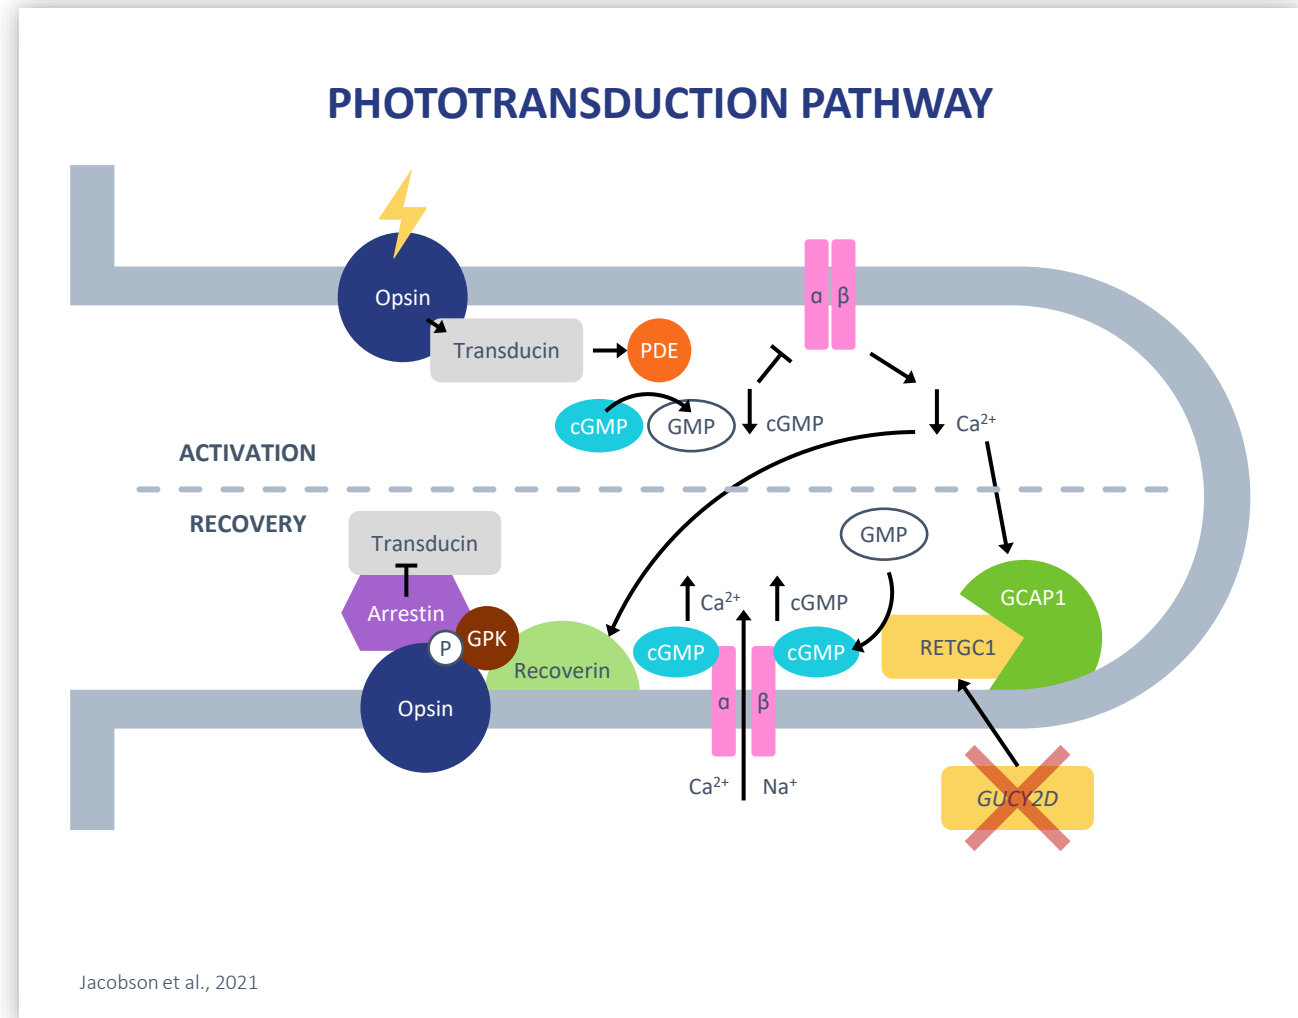 PHOTOTRANSDUCTION PATHWAY
Opsin
α β
Transducin
PDE
cGMP
GMP
cGMP
Ca²⁺
ACTIVATION
RECOVERY
Transducin
GMP
Arrestin
GPK
P
Recoverin
Opsin
Ca²⁺
cGMP
cGMP
cGMP
α β
Ca²⁺ Na⁺
GCAP1
RETGC1
GUCY2D
Jacobson et al., 2021